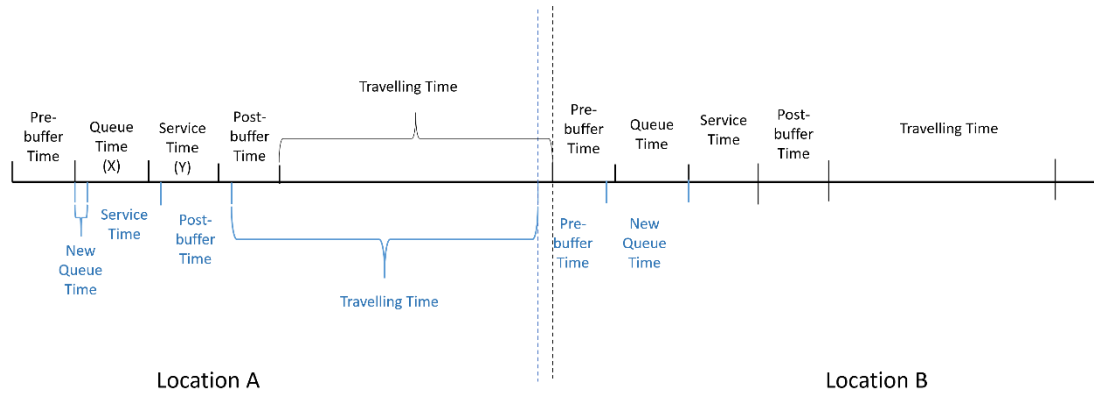 Travelling Time
Pre-
buffer
Time
Queue
Time
(X)
Service
Time
(Y)
Post-
buffer
Time
Pre-
buffer
Time
Queue
Time
Service
Time
Post-
buffer
Time
Travelling Time
New
Queue
Time
Service
Time
Post-
buffer
Time
Travelling Time
Pre-
buffer
Time
New
Queue
Time
Location A
Location B